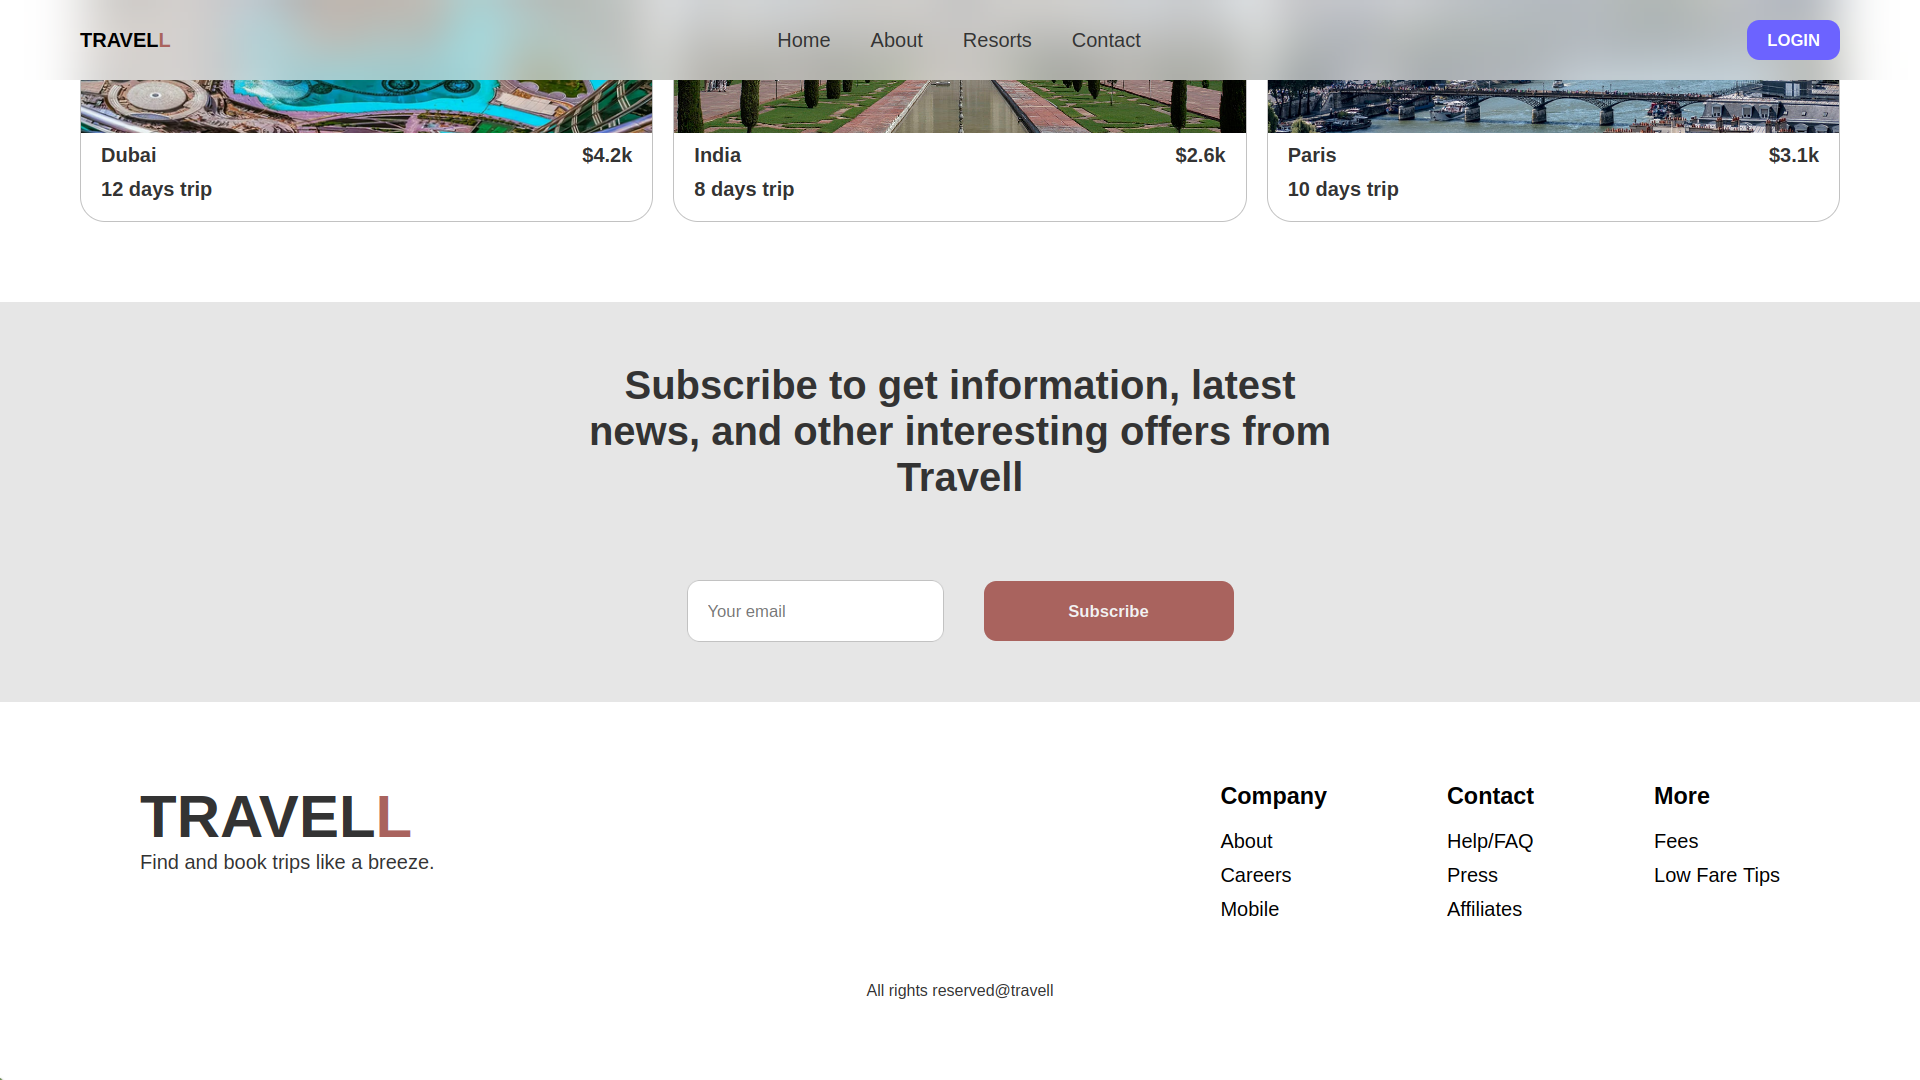 TRAVELL
Home About Resorts Contact
LOGIN
Dubai $4.2k
12 days trip
India $2.6k
8 days trip
Paris $3.1k
10 days trip
Subscribe to get information, latest
news, and other interesting offers from
Travell
Your email
Subscribe
TRAVELL
Find and book trips like a breeze.
Company
About
Careers
Mobile
Contact
Help/FAQ
Press
Affiliates
More
Fees
Low Fare Tips
All rights reserved@travell